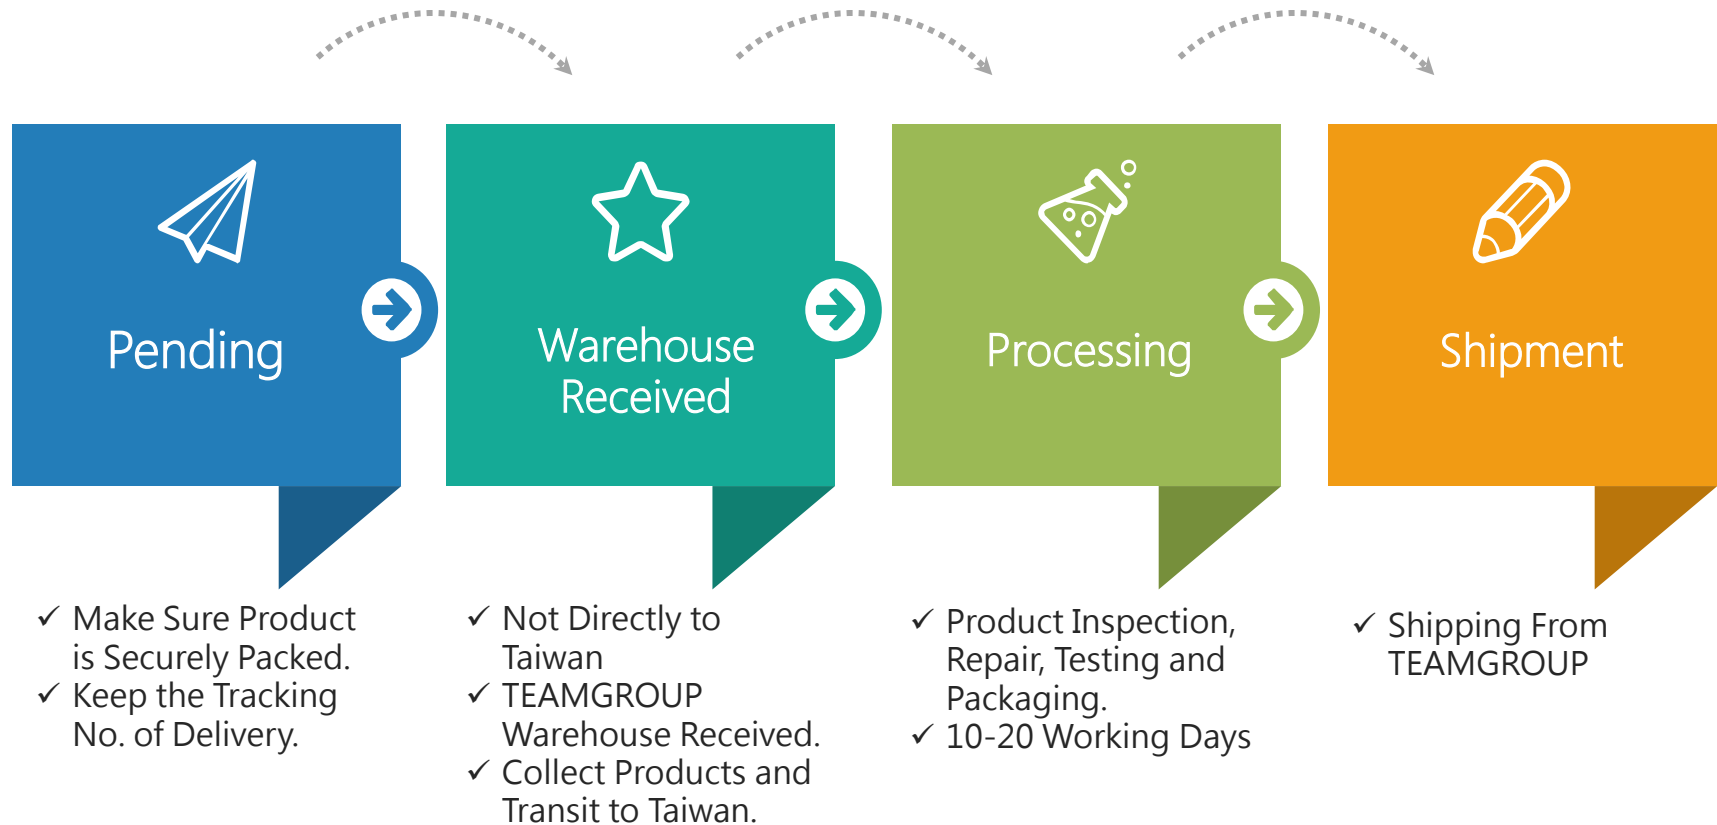 Pending
Warehouse
Received
Processing
Shipment
✓ Make Sure Product
is Securely Packed.
✓ Keep the Tracking
No. of Delivery.
✓ Not Directly to
Taiwan
✓ TEAMGROUP
Warehouse Received.
✓ Collect Products and
Transit to Taiwan.
✓ Product Inspection,
Repair, Testing and
Packaging.
✓ 10-20 Working Days
✓ Shipping From
TEAMGROUP